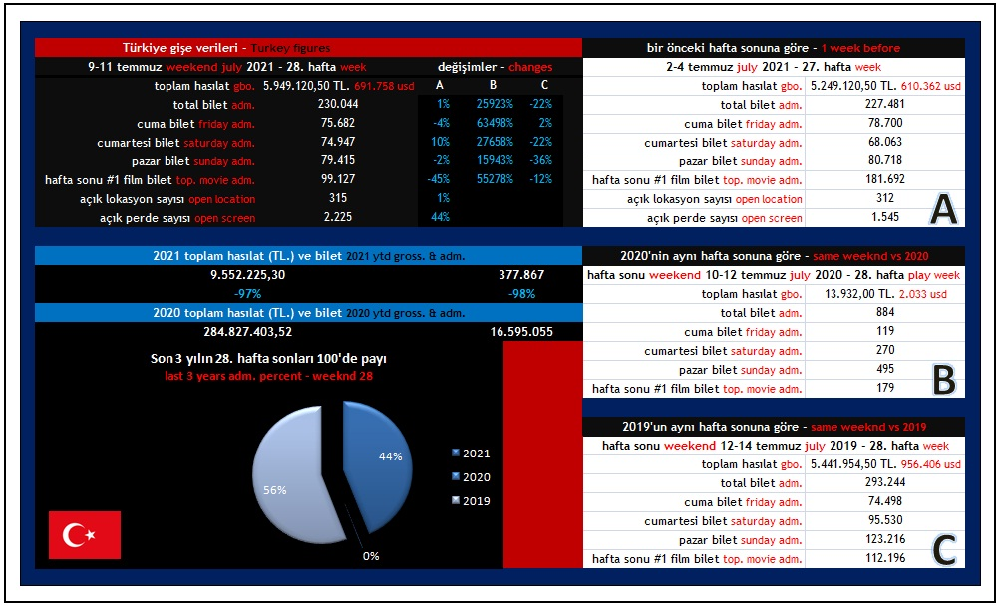 Türkiye gişe verileri - Turkey figures
9-11 temmuz weekend july 2021 - 28. hafta week değişimler - changes
toplam hasılat gbo. 5.949.120,50 TL. 691.758 usd A B C
total bilet adm. 230.044 1% 25923% -22%
cuma bilet friday adm. 75.682 -4% 63498% 2%
cumartesi bilet saturday adm. 74.947 10% 27658% -22%
pazar bilet sunday adm. 79.415 -2% 15943% -36%
hafta sonu #1 film bilet top. movie adm. 99.127 -45% 55278% -12%
açık lokasyon sayısı open location 315 1%
açık perde sayısı open screen 2.225 44%
bir önceki hafta sonuna göre - 1 week before
2-4 temmuz july 2021 - 27. hafta week
toplam hasılat gbo. 5.249.120,50 TL. 610.362 usd
total bilet adm. 227.481
cuma bilet friday adm. 78.700
cumartesi bilet saturday adm. 68.063
pazar bilet sunday adm. 80.718
hafta sonu #1 film bilet top. movie adm. 181.692
açık lokasyon sayısı open location 312
açık perde sayısı open screen 1.545
A
2021 toplam hasılat (TL.) ve bilet 2021 ytd gross. & adm.
9.552.225,30 377.867
-97% -98%
2020 toplam hasılat (TL.) ve bilet 2020 ytd gross. & adm.
284.827.403,52 16.595.055
Son 3 yılın 28. hafta sonları 100'de payı
last 3 years adm. percent - weeknd 28
44%
56%
0%
2021
2020
2019
2020'nin aynı hafta sonuna göre - same weeknd vs 2020
hafta sonu weekend 10-12 temmuz july 2020 - 28. hafta play week
toplam hasılat gbo. 13.932,00 TL. 2.033 usd
total bilet adm. 884
cuma bilet friday adm. 119
cumartesi bilet saturday adm. 270
pazar bilet sunday adm. 495
hafta sonu #1 film bilet top. movie adm. 179
B
2019'un aynı hafta sonuna göre - same weeknd vs 2019
hafta sonu weekend 12-14 temmuz july 2019 - 28. hafta week
toplam hasılat gbo. 5.441.954,50 TL. 956.406 usd
total bilet adm. 293.244
cuma bilet friday adm. 74.498
cumartesi bilet saturday adm. 95.530
pazar bilet sunday adm. 123.216
hafta sonu #1 film bilet top. movie adm. 112.196
C